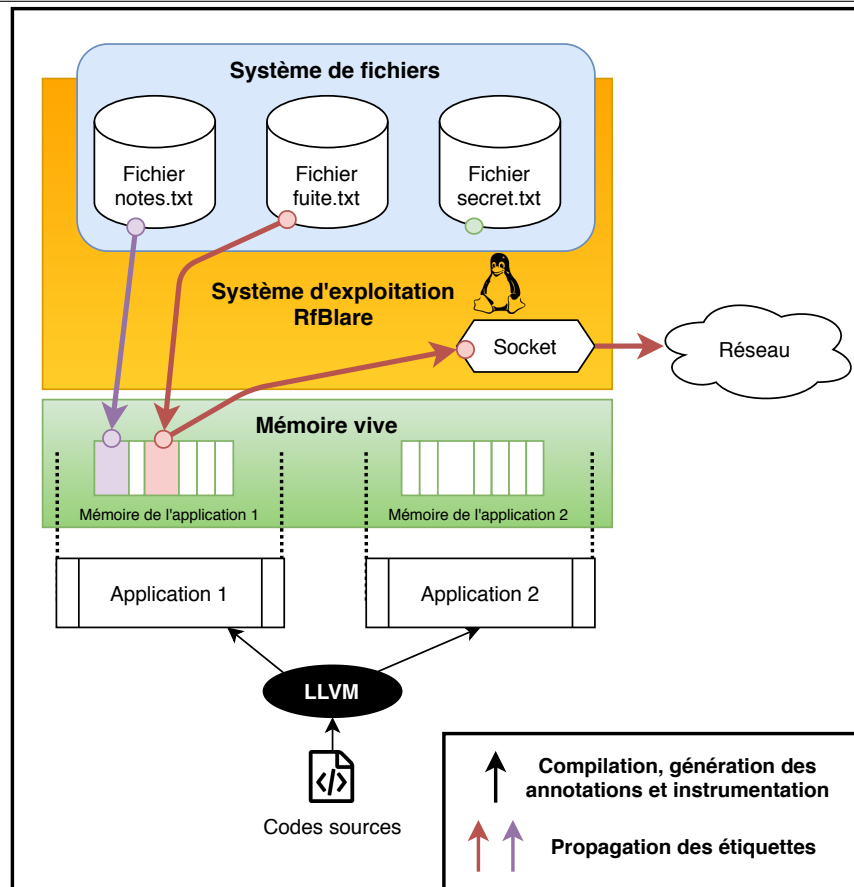 Système de fichiers
Fichier
notes.txt
Fichier
fuite.txt
Fichier
secret.txt
Système d'exploitation
RfBlare
Socket
Réseau
Mémoire vive
Mémoire de l'application 1
Mémoire de l'application 2
Application 1
Application 2
LLVM
</>
Codes sources
Compilation, génération des
annotations et instrumentation
Propagation des étiquettes